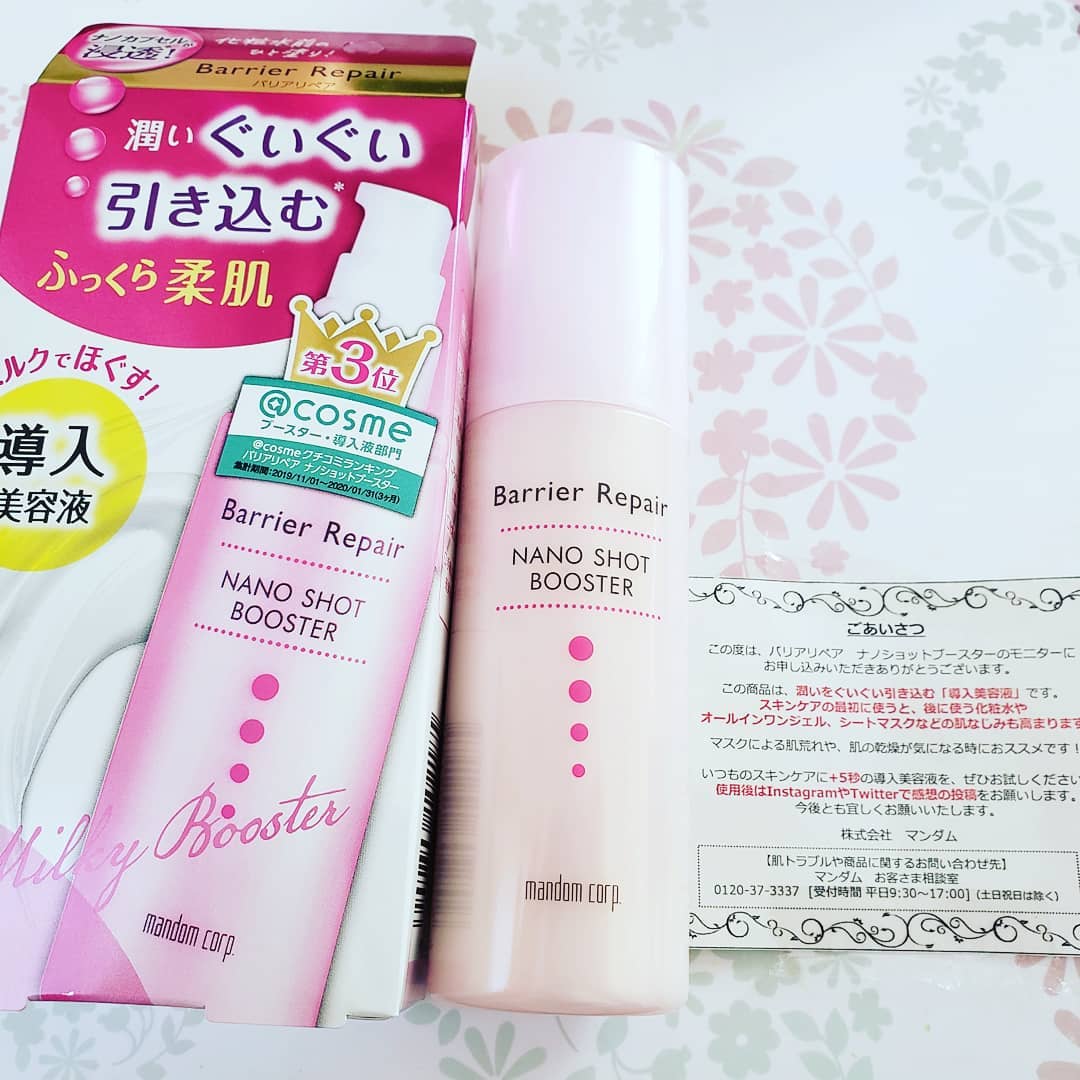 ナノカプセルが
浸透!
化粧水前の
ひと塗り!
Barrier Repair
バリアリペア
潤いぐいぐい
引き込む*
ふっくら柔肌
ルクでほぐす!
導入
美容液
第3位
@cosme
ブースター・導入液部門
@cosmeクチコミランキング
バリアリペア ナノショットブースター
集計期間:2019/11/01~2020/01/31(3ヶ月)
Barrier Repair
NANO SHOT
BOOSTER
Milky Booster
mandom corp.
Barrier Repair
NANO SHOT
BOOSTER
mandom corp.
ごあいさつ
この度は、バリアリペア ナノショットブースターのモニターに
お申し込みいただきありがとうございます。
この商品は、潤いをぐいぐい引き込む「導入美容液」です。
スキンケアの最初に使うと、後に使う化粧水や
オールインワンジェル、シートマスクなどの肌なじみも高まります
マスクによる肌荒れや、肌の乾燥が気になる時におススメです!
いつものスキンケアに+5秒の導入美容液を、ぜひお試しください
使用後はInstagramやTwitterで感想の投稿をお願いします。
今後とも宜しくお願いいたします。
株式会社 マンダム
【肌トラブルや商品に関するお問い合わせ先】
マンダム お客さま相談室
0120-37-3337 [受付時間 平日9:30~17:00] (土日祝日は除く)